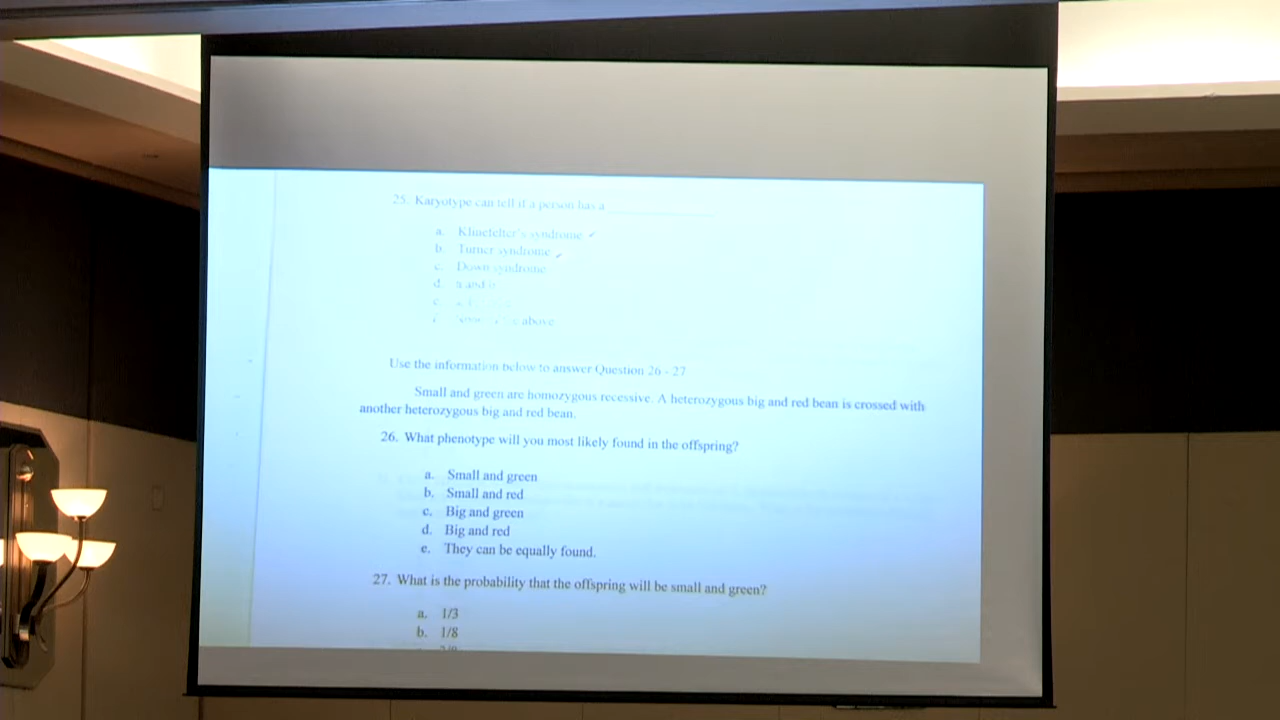 25. Karyotype can tell if a person has a
a. Klinefelter's syndrome
b. Turner syndrome
c. Down syndrome
d. a and
above
Use the information below to answer Question 26 - 27
Small and green are homozygous recessive. A heterozygous big and red bean is crossed with
another heterozygous big and red bean.
26. What phenotype will you most likely found in the offspring?
a. Small and green
b. Small and red
c. Big and green
d. Big and red
e. They can be equally found.
27. What is the probability that the offspring will be small and green?
a. 1/3
b. 1/8